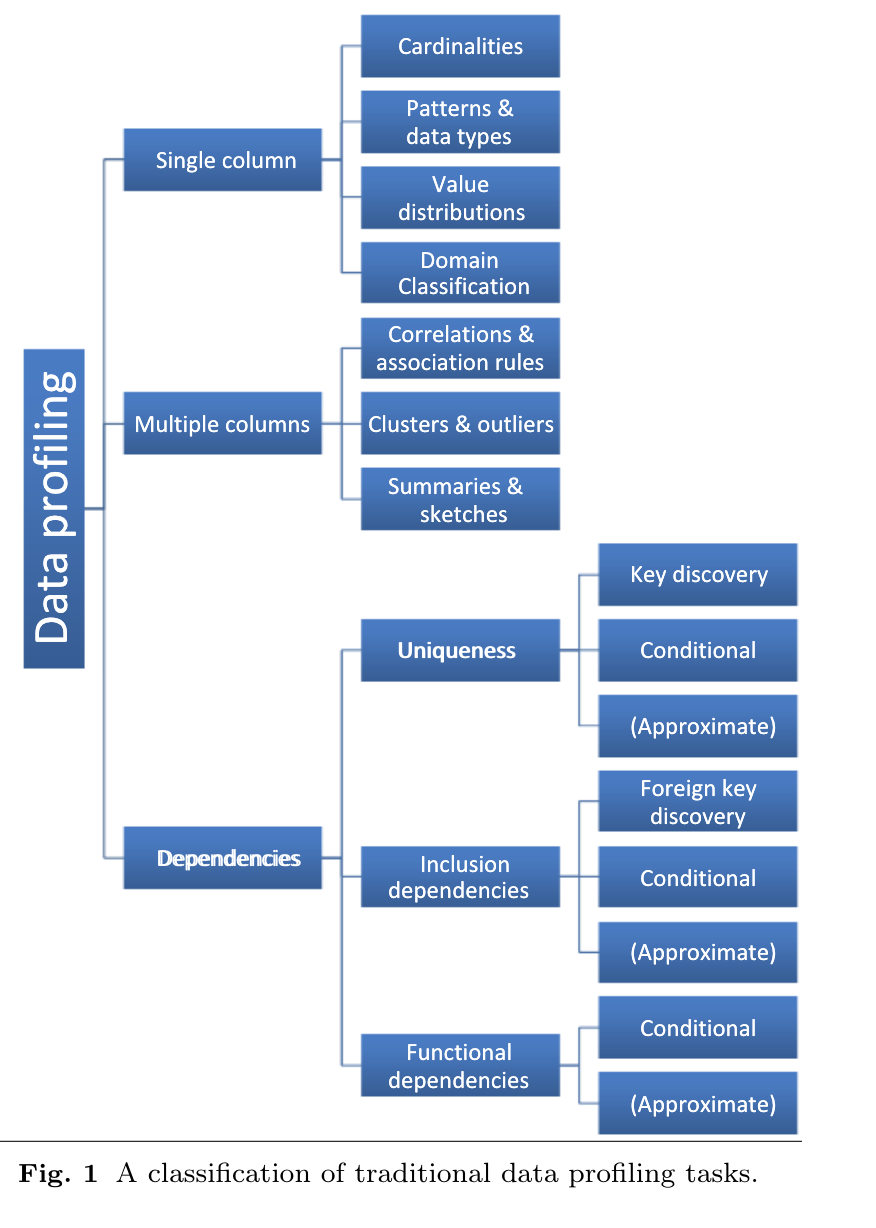 Data profiling
Single column
Cardinalities
Patterns &
data types
Value
distributions
Domain
Classification
Multiple columns
Correlations &
association rules
Clusters & outliers
Summaries &
sketches
Dependencies
Uniqueness
Key discovery
Conditional
(Approximate)
Inclusion
dependencies
Foreign key
discovery
Conditional
(Approximate)
Functional
dependencies
Conditional
(Approximate)
Fig. 1 A classification of traditional data profiling tasks.